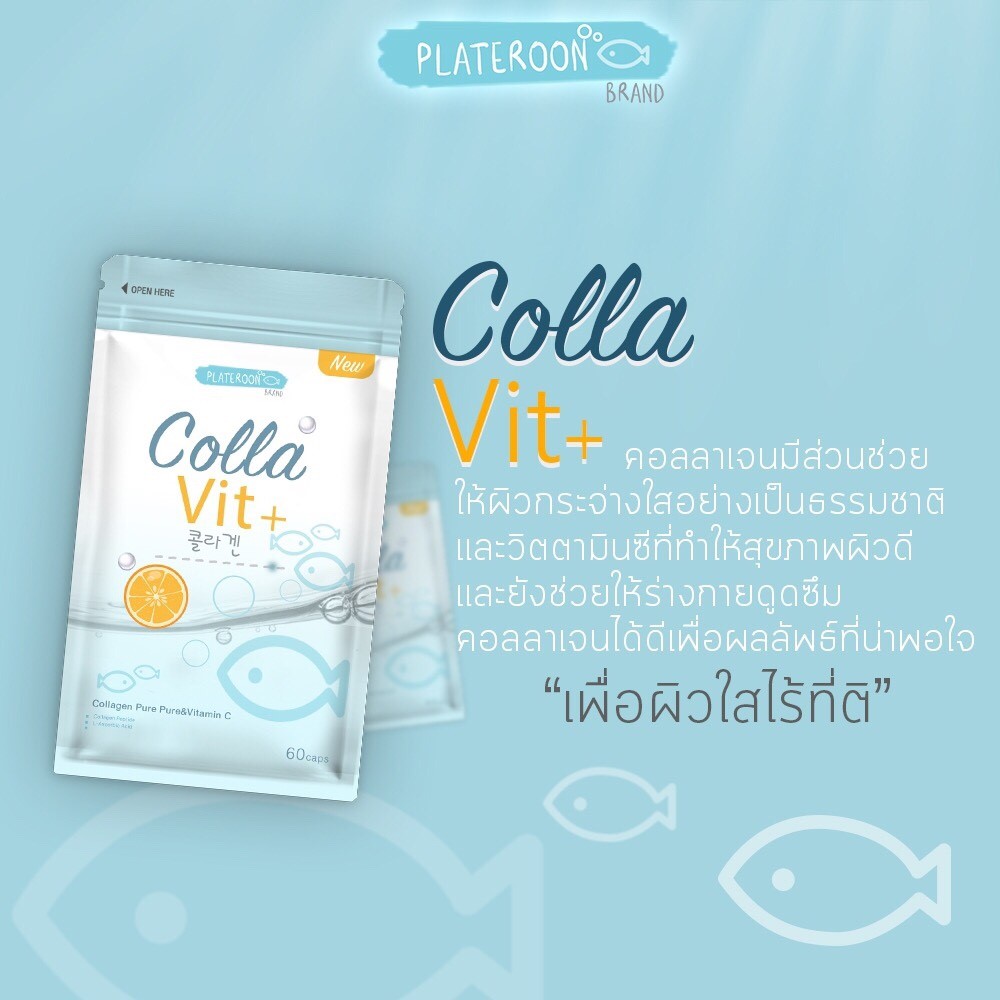 PLATEROON
BRAND
OPEN HERE
New
PLATEROON
BRAND
Colla
Vit+
콜라겐
Collagen Pure Pure&Vitamin C
60caps
Colla
Vit+ คอลลาเจนมีส่วนช่วย
ให้ผิวกระจ่างใสอย่างเป็นธรรมชาติ
และวิตตามินซีที่ทำให้สุขภาพผิวดี
และยังช่วยให้ร่างกายดูดซึม
คอลลาเจนได้ดีเพื่อผลลัพธ์ที่น่าพอใจ
“เพื่อผิวใสไร้ที่ติ”